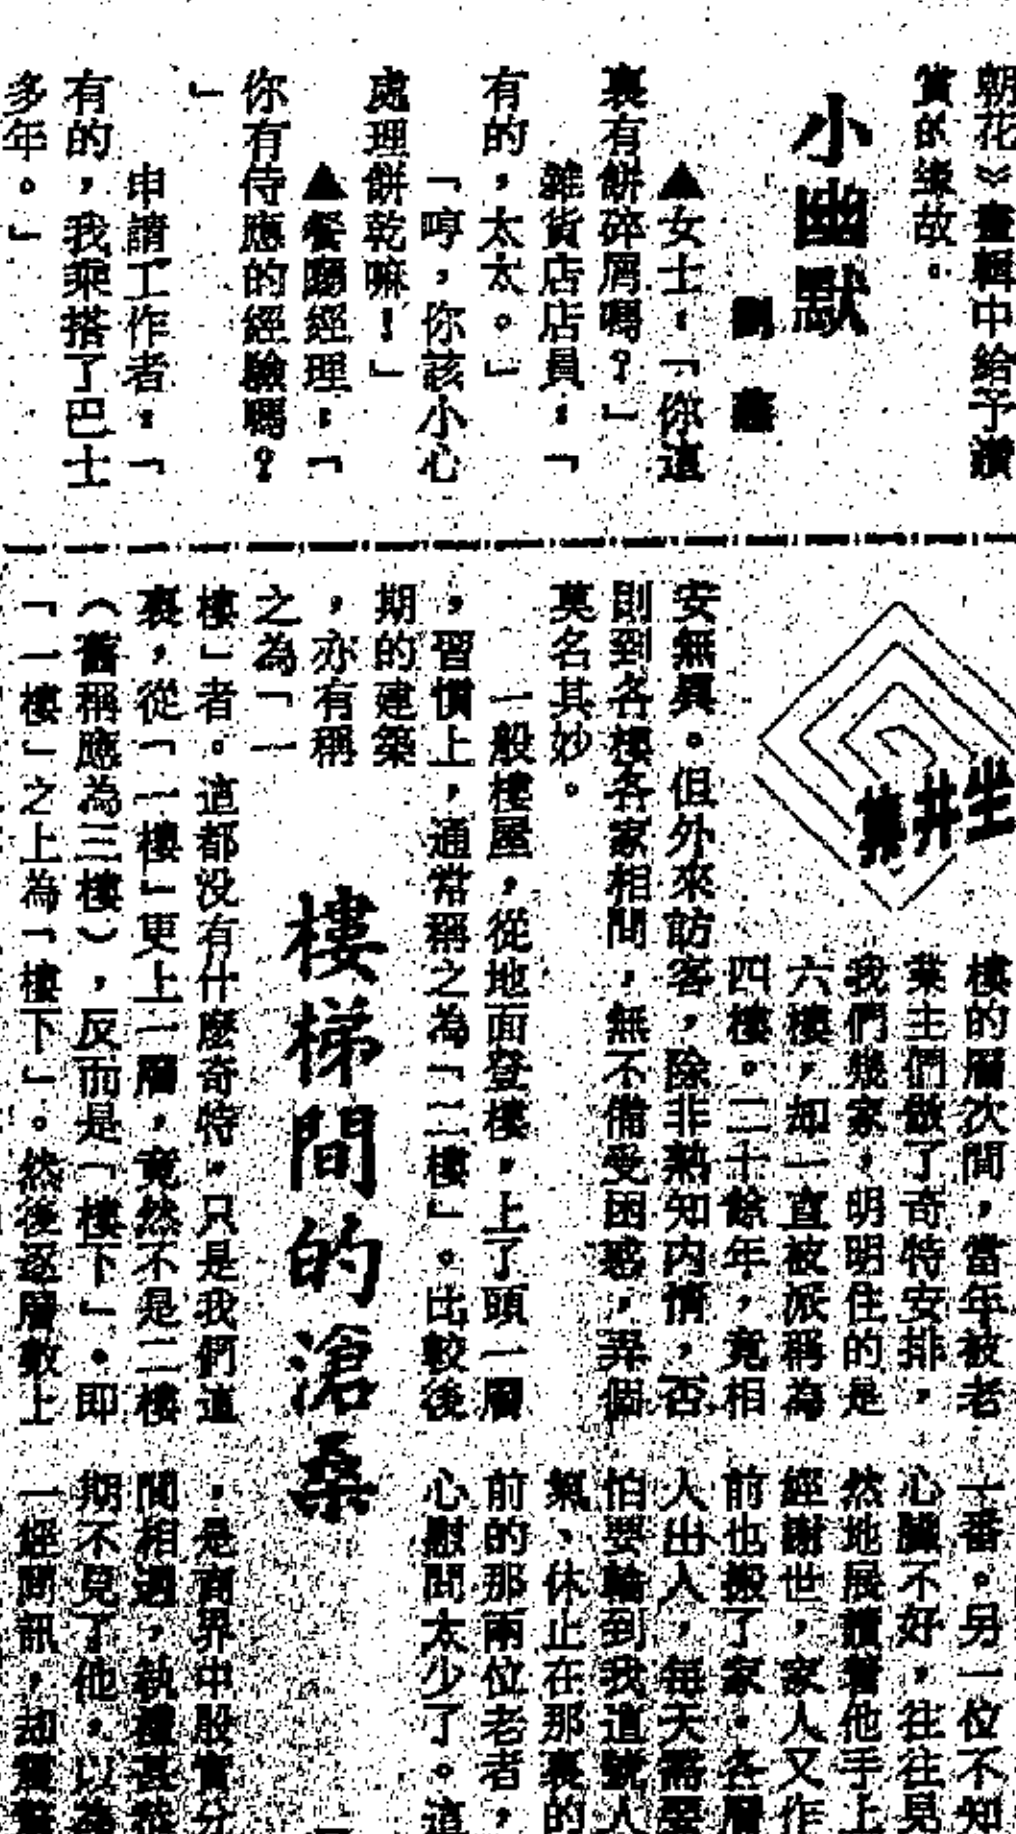 朝花》畫輯中給予讚
賞的緣故。
小幽默
▲女士：「你這
裏有餅碎屑嗎？」
雜貨店店員：「
有的，太太。」
「哼，你該小心
處理餅乾嘛！」
▲餐廳經理：「
你有侍應的經驗嗎？
」
申請工作者：「
有的，我乘搭了巴士
多年。」
坐井
樓梯間的滄桑
樓的層次間，當年被老
業主們做了奇特安排，
我們幾家，明明住的是
六樓，却一直被派稱為
四樓。二十餘年，竟相
安無異。但外來訪客，除非熟知內情，否
則到各樓各家相問，無不備受困惑，弄個
莫名其妙。
一般樓屋，從地面登樓，上了頭一層
，習慣上，通常稱之為「二樓」。比較後
期的建築
，亦有稱
之為「一
樓」者。這都没有什麼奇特，只是我們這
裏，從「一樓」更上一層，竟然不是二樓
（舊稱應為三樓），反而是「樓下」。即
「一樓」之上為「樓下」。然後逐層數上
一番。另一位不知
心臟不好，往往見
然地展讀着他手上
經謝世，家人又作
前也搬了家。各層
人出入，每天需要
怕要輪到我這號人
氣、休止在那裏的
前的那兩位老者，
心慰問太少了。這
，是商界中殷實分
間相遇，執禮甚
期不見了他，以為
一經問訊，却